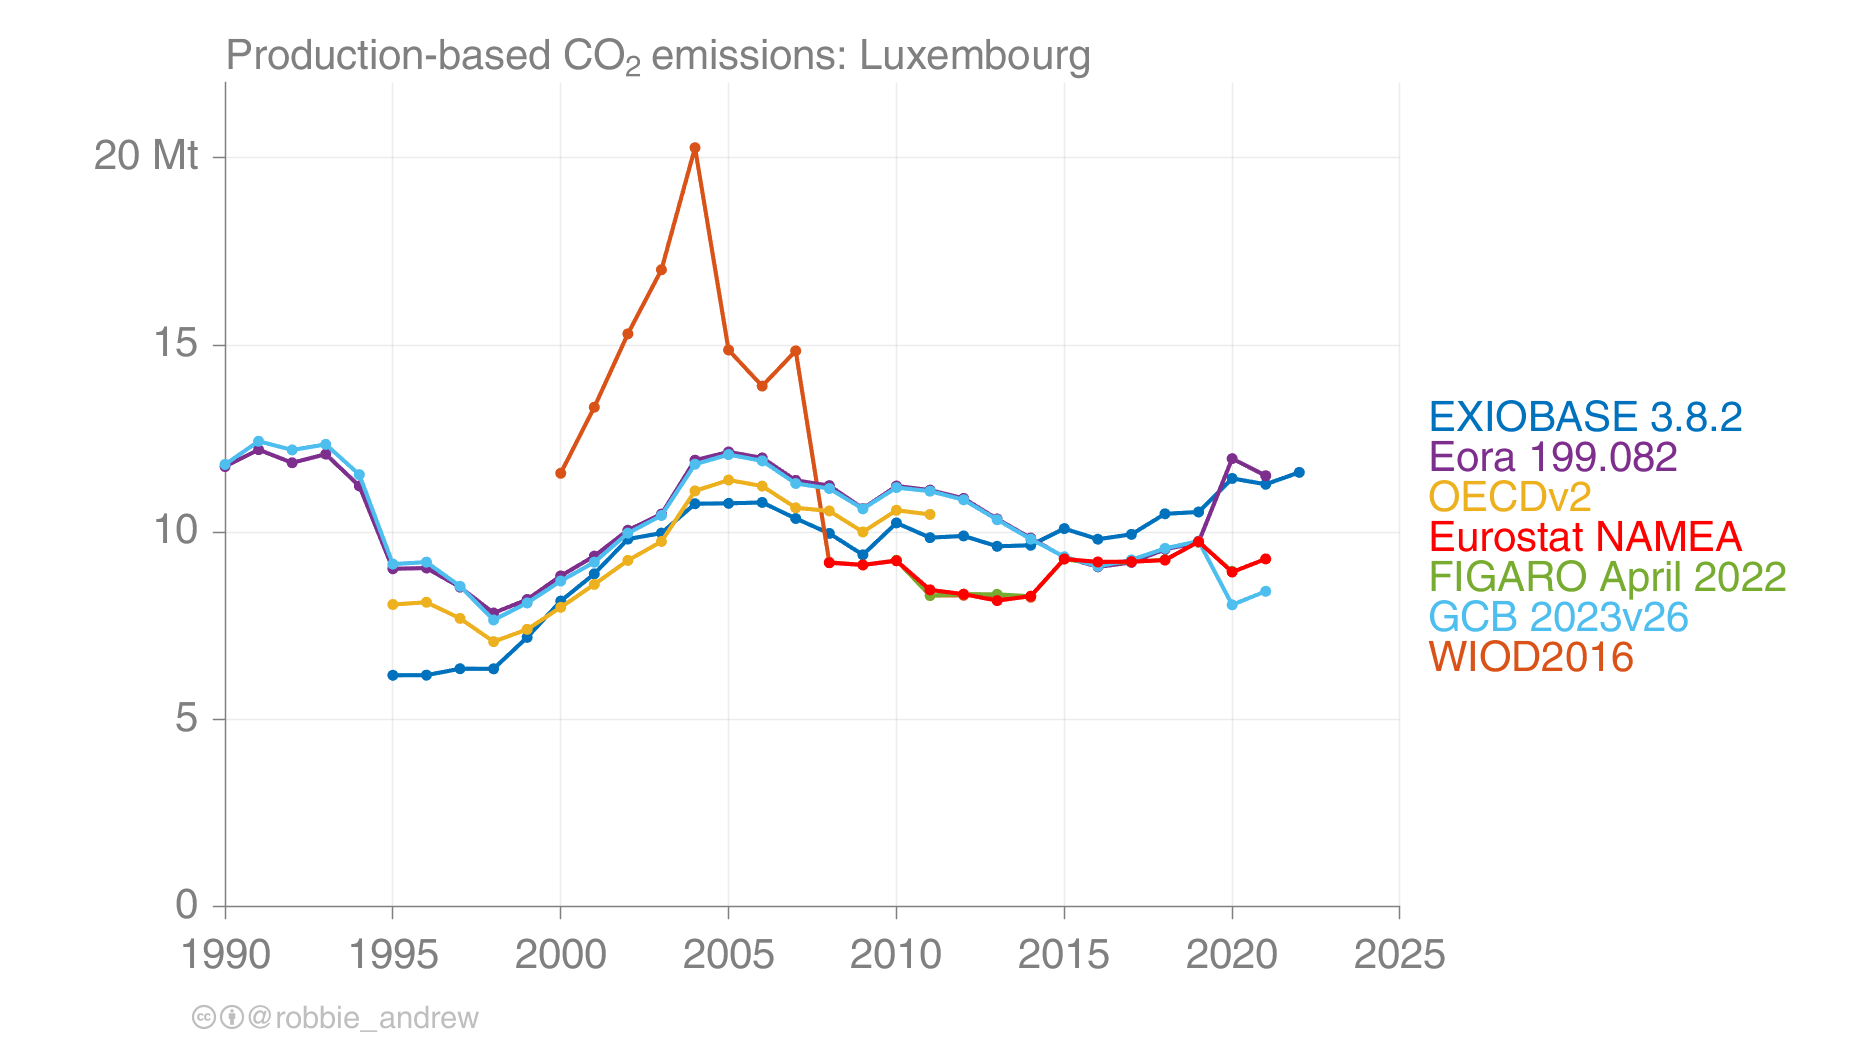 Production-based CO₂ emissions: Luxembourg
20 Mt
15
10
5
0
1990 1995 2000 2005 2010 2015 2020 2025
EXIOBASE 3.8.2
Eora 199.082
OECDv2
Eurostat NAMEA
FIGARO April 2022
GCB 2023v26
WIOD2016
cc @robbie_andrew